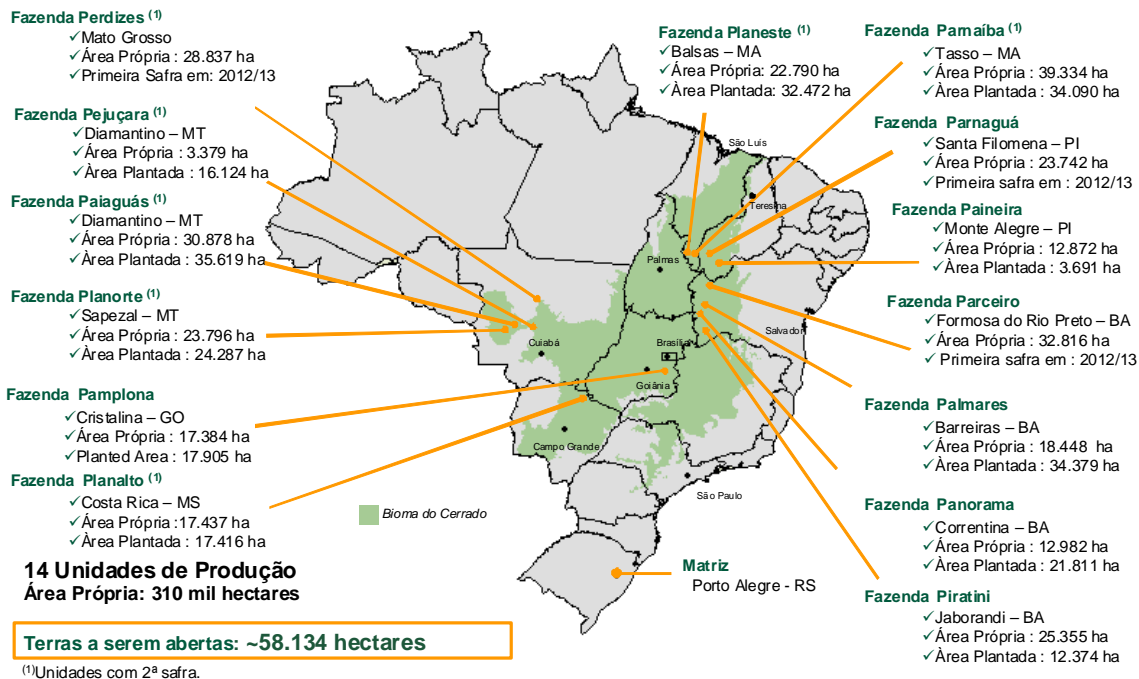 Fazenda Perdizes (1)
✓Mato Grosso
✓Área Própria : 28.837 ha
✓Primeira Safra em: 2012/13
Fazenda Pejuçara (1)
✓Diamantino – MT
✓Área Própria : 3.379 ha
✓Área Plantada : 16.124 ha
Fazenda Paiaguás (1)
✓Diamantino – MT
✓Área Própria : 30.878 ha
✓Área Plantada : 35.619 ha
Fazenda Planorte (1)
✓Sapezal – MT
✓Área Própria : 23.796 ha
✓Àrea Plantada : 24.287 ha
Fazenda Pamplona
✓Cristalina – GO
✓Área Própria : 17.384 ha
✓Planted Area : 17.905 ha
Fazenda Planalto (1)
✓Costa Rica – MS
✓Área Própria :17.437 ha
✓Àrea Plantada : 17.416 ha
14 Unidades de Produção
Área Própria: 310 mil hectares
Terras a serem abertas: ~58.134 hectares
(1)Unidades com 2ª safra.
Fazenda Planeste (1)
✓Balsas – MA
✓Área Própria: 22.790 ha
✓Àrea Plantada: 32.472 ha
Fazenda Parnaíba (1)
✓Tasso – MA
✓Área Própria : 39.334 ha
✓Àrea Plantada : 34.090 ha
Fazenda Parnaguá
✓Santa Filomena – PI
✓Área Própria : 23.742 ha
✓Primeira safra em : 2012/13
Fazenda Paineira
✓Monte Alegre – PI
✓Área Própria : 12.872 ha
✓Àrea Plantada : 3.691 ha
Fazenda Parceiro
✓Formosa do Rio Preto – BA
✓Área Própria : 32.816 ha
✓Primeira safra em : 2012/13
Fazenda Palmares
✓Barreiras – BA
✓Área Própria : 18.448 ha
✓Àrea Plantada : 34.379 ha
Fazenda Panorama
✓Correntina – BA
✓Área Própria : 12.982 ha
✓Àrea Plantada : 21.811 ha
Fazenda Piratini
✓Jaborandi – BA
✓Área Própria : 25.355 ha
✓Àrea Plantada : 12.374 ha
São Luís
Teresina
Palmas
Salvador
Cuiabá
Brasília
Goiânia
Campo Grande
São Paulo
Bioma do Cerrado
Matriz
Porto Alegre - RS